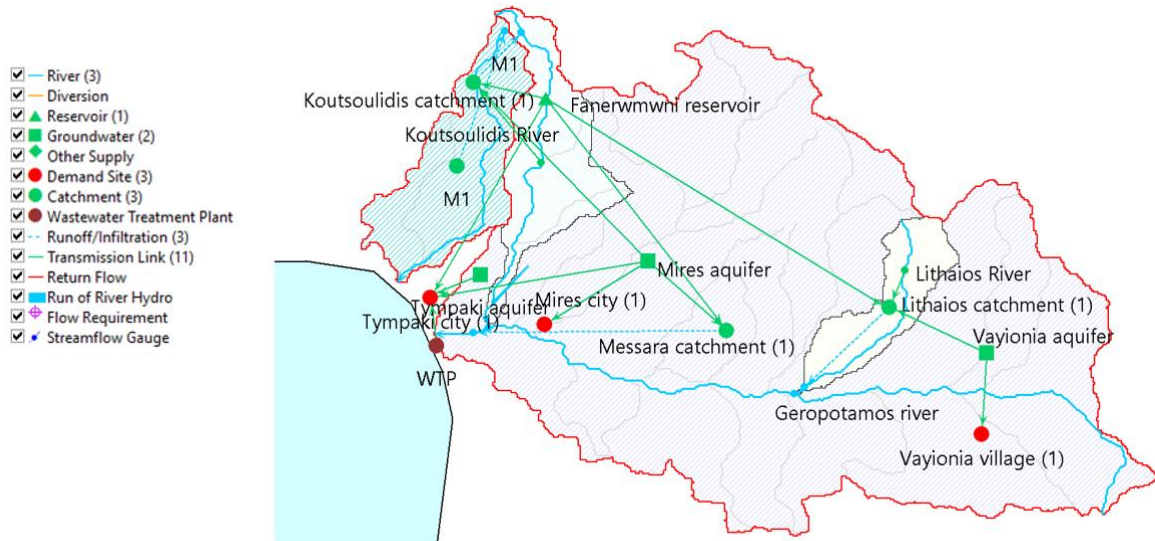 River (3)
Diversion
Reservoir (1)
Groundwater (2)
Other Supply
Demand Site (3)
Catchment (3)
Wastewater Treatment Plant
Runoff/Infiltration (3)
Transmission Link (11)
Return Flow
Run of River Hydro
Flow Requirement
Streamflow Gauge
M1
Koutsoulidis catchment (1)
Fanerwmwni reservoir
Koutsoulidis River
M1
Mires aquifer
Lithaios River
Tympaki aquifer
Mires city (1)
Lithaios catchment (1)
Tympaki city (1)
Messara catchment (1)
Vayionia aquifer
WTP
Geropotamos river
Vayionia village (1)